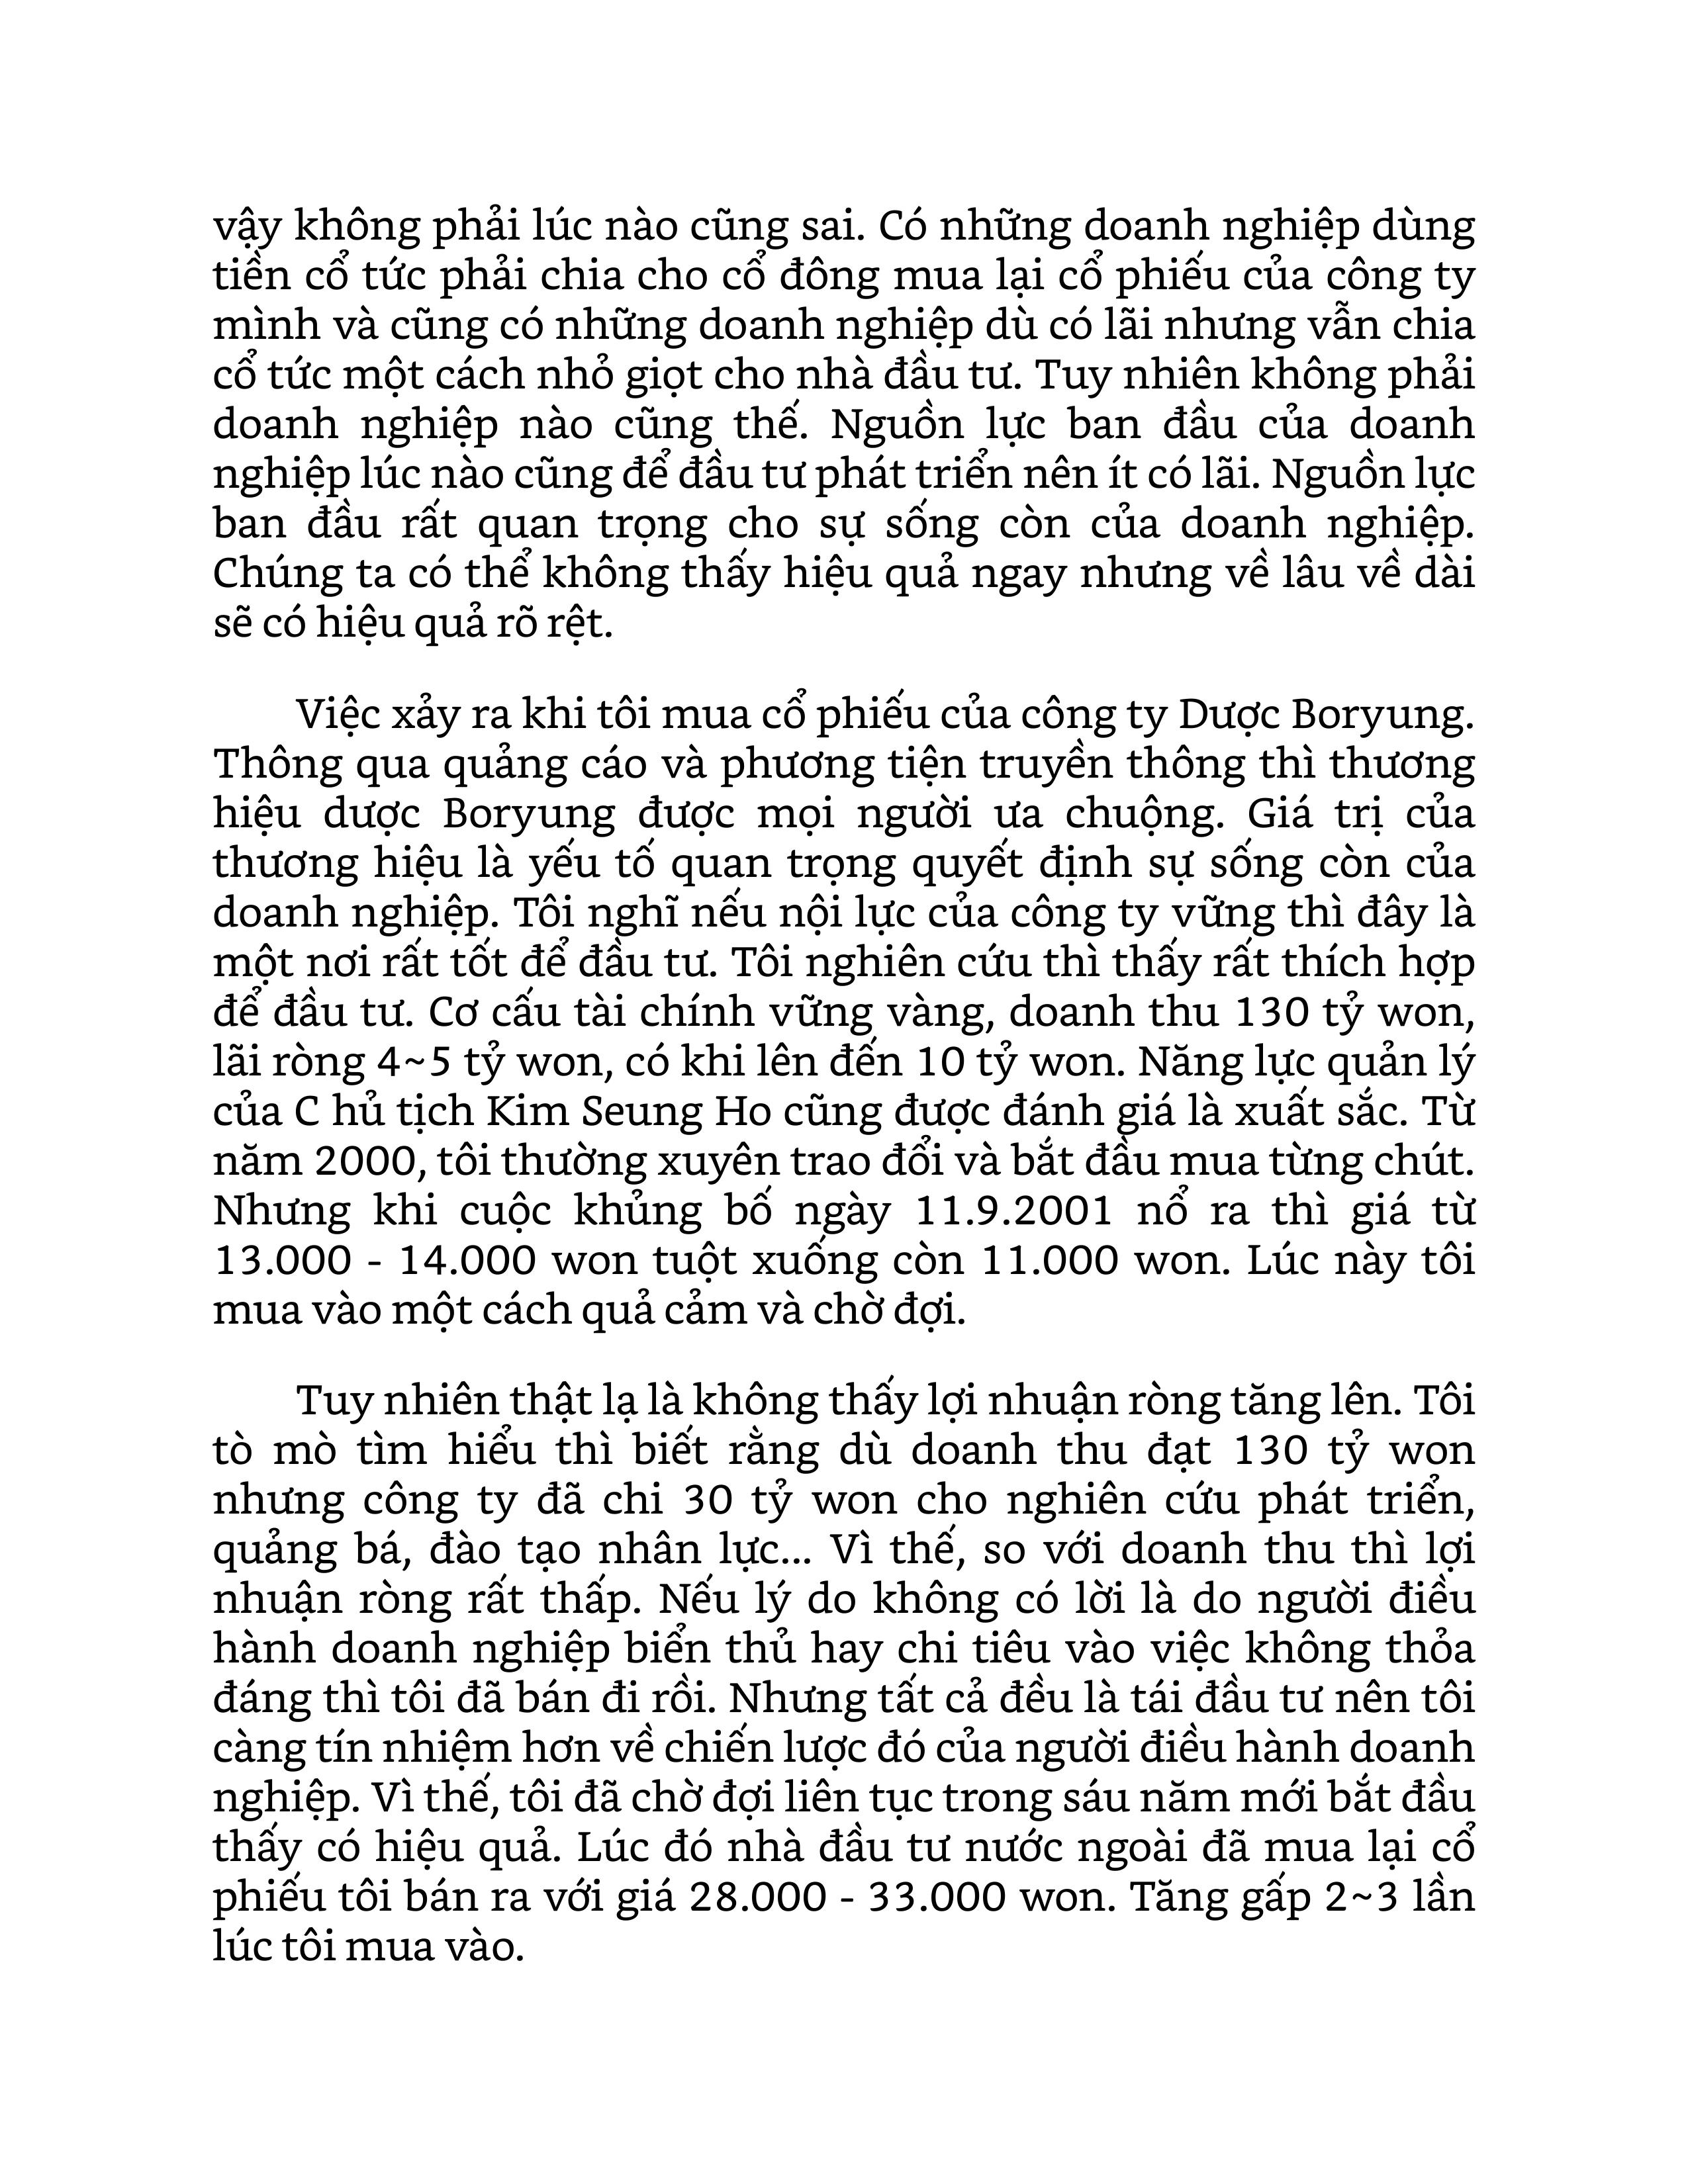 vậy không phải lúc nào cũng sai. Có những doanh nghiệp dùng
tiền cổ tức phải chia cho cổ đông mua lại cổ phiếu của công ty
mình và cũng có những doanh nghiệp dù có lãi nhưng vẫn chia
cổ tức một cách nhỏ giọt cho nhà đầu tư. Tuy nhiên không phải
doanh nghiệp nào cũng thế. Nguồn lực ban đầu của doanh
nghiệp lúc nào cũng để đầu tư phát triển nên ít có lãi. Nguồn lực
ban đầu rất quan trọng cho sự sống còn của doanh nghiệp.
Chúng ta có thể không thấy hiệu quả ngay nhưng về lâu về dài
sẽ có hiệu quả rõ rệt.
Việc xảy ra khi tôi mua cổ phiếu của công ty Dược Boryung.
Thông qua quảng cáo và phương tiện truyền thông thì thương
hiệu dược Boryung được mọi người ưa chuộng. Giá trị của
thương hiệu là yếu tố quan trọng quyết định sự sống còn của
doanh nghiệp. Tôi nghĩ nếu nội lực của công ty vững thì đây là
một nơi rất tốt để đầu tư. Tôi nghiên cứu thì thấy rất thích hợp
để đầu tư. Cơ cấu tài chính vững vàng, doanh thu 130 tỷ won,
lãi ròng 4~5 tỷ won, có khi lên đến 10 tỷ won. Năng lực quản lý
của C hủ tịch Kim Seung Ho cũng được đánh giá là xuất sắc. Từ
năm 2000, tôi thường xuyên trao đổi và bắt đầu mua từng chút.
Nhưng khi cuộc khủng bố ngày 11.9.2001 nổ ra thì giá từ
13.000 - 14.000 won tuột xuống còn 11.000 won. Lúc này tôi
mua vào một cách quả cảm và chờ đợi.
Tuy nhiên thật lạ là không thấy lợi nhuận ròng tăng lên. Tôi
tò mò tìm hiểu thì biết rằng dù doanh thu đạt 130 tỷ won
nhưng công ty đã chi 30 tỷ won cho nghiên cứu phát triển,
quảng bá, đào tạo nhân lực... Vì thế, so với doanh thu thì lợi
nhuận ròng rất thấp. Nếu lý do không có lời là do người điều
hành doanh nghiệp biển thủ hay chi tiêu vào việc không thỏa
đáng thì tôi đã bán đi rồi. Nhưng tất cả đều là tái đầu tư nên tôi
càng tín nhiệm hơn về chiến lược đó của người điều hành doanh
nghiệp. Vì thế, tôi đã chờ đợi liên tục trong sáu năm mới bắt đầu
thấy có hiệu quả. Lúc đó nhà đầu tư nước ngoài đã mua lại cổ
phiếu tôi bán ra với giá 28.000 - 33.000 won. Tăng gấp 2~3 lần
lúc tôi mua vào.